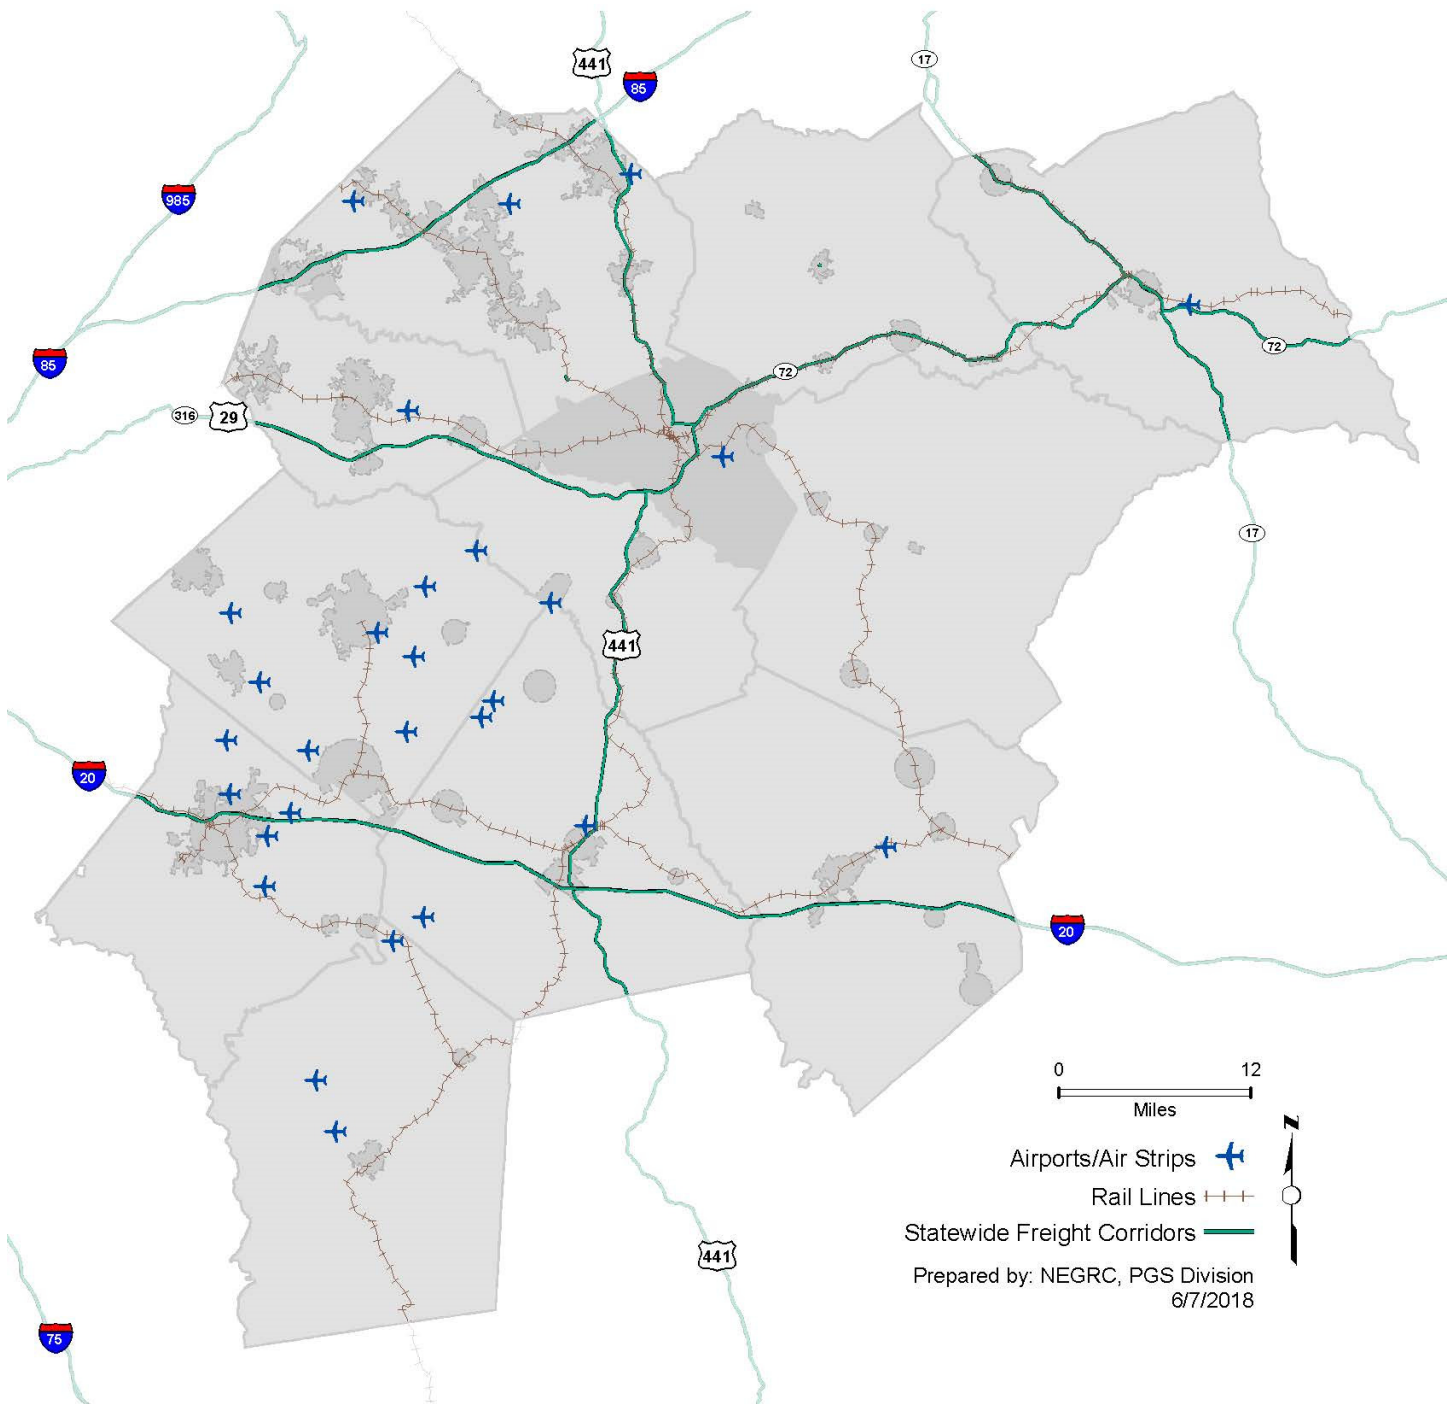 17
441
85
985
72
85
72
316
29
17
441
20
20
0 12
Miles
Airports/Air Strips
Rail Lines
Statewide Freight Corridors
441
Prepared by: NEGRC, PGS Division
6/7/2018
75
N